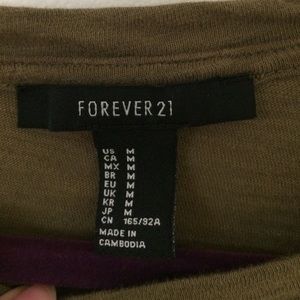 FOREVER 21
US M
CA M
MX M
BR M
EU M
UK M
KR M
JP M
CN 165/92A
MADE IN
CAMBODIA